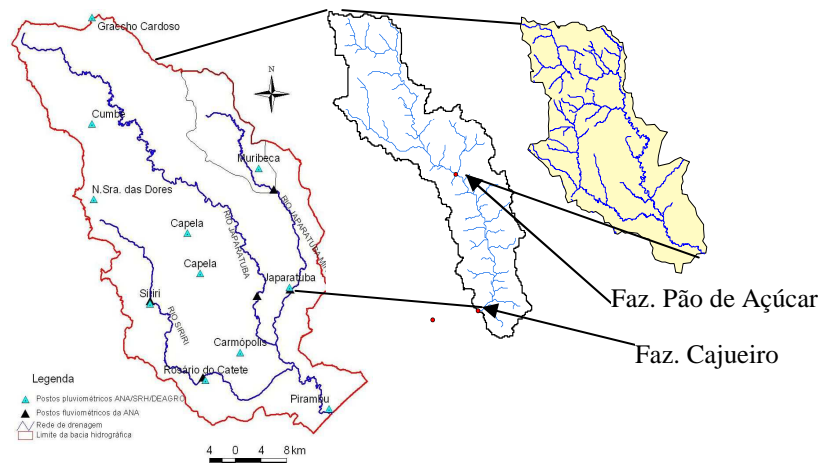 Graecho Cardoso
N
Cumbe
Muribeca
N.Sra. das Dores
RIO JAPARATUBA MIRIM
Capela
RIO JAPARATUBA
Capela
Japaratuba
Siriri
RIO SIRIRI
Faz. Pão de Açúcar
Faz. Cajueiro
Carmópolis
Rosário do Catete
Legenda
Pirambu
Postos pluviométricos ANA/SRH/DEAGRO
Postos fluviométricos da ANA
Rede de drenagem
Limite da bacia hidrográfica
4 0 4 8 km